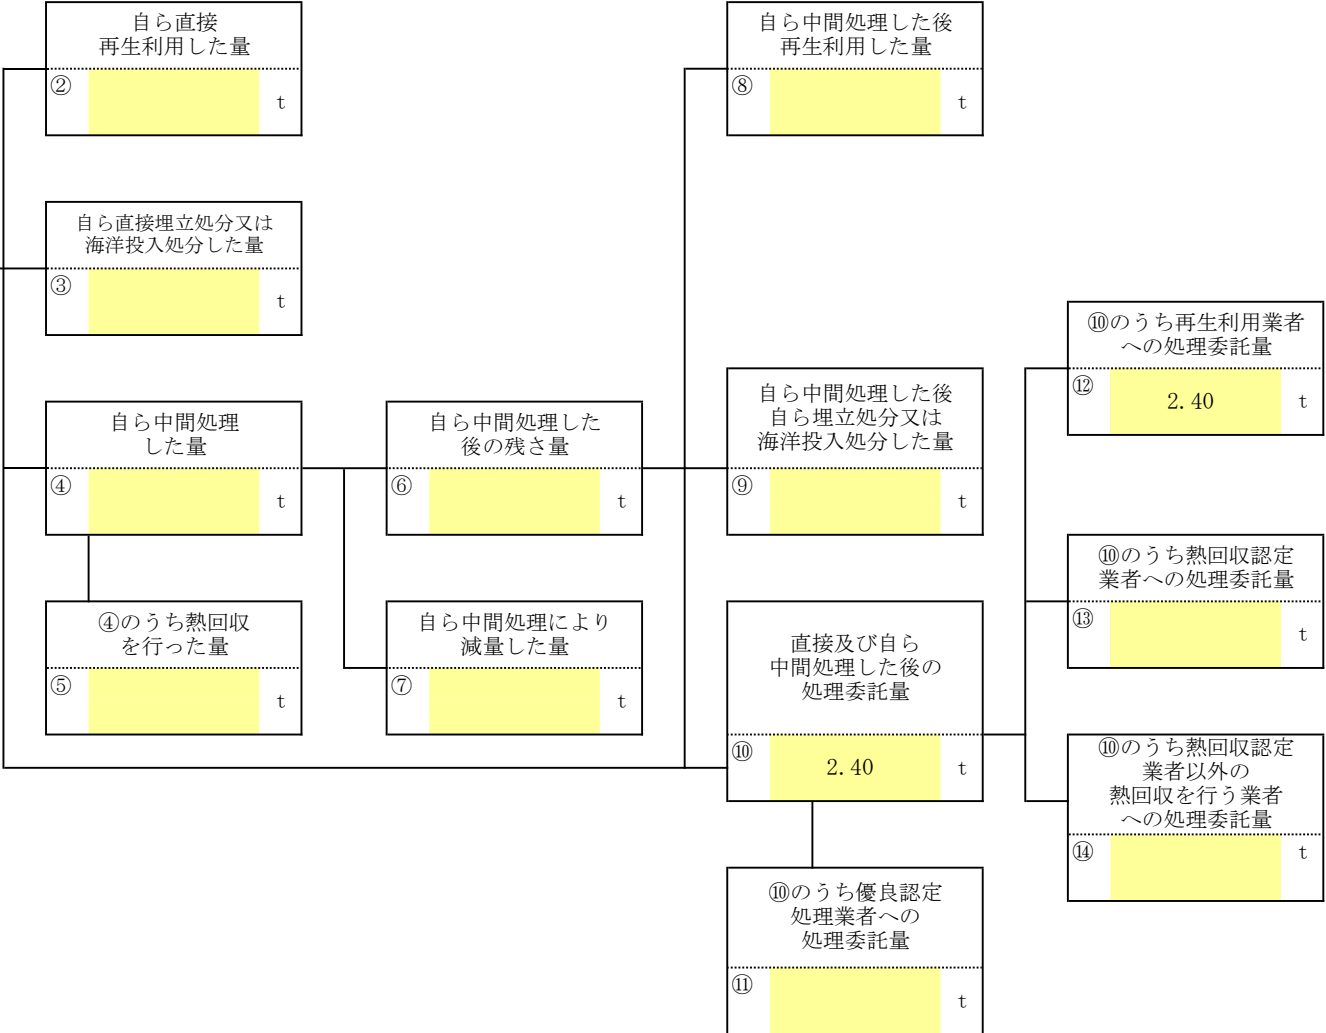 自ら直接
再生利用した量
②
t
自ら中間処理した後
再生利用した量
⑧
t
自ら直接埋立処分又は
海洋投入処分した量
③
t
⑩のうち再生利用業者
への処理委託量
⑫
2.40
t
自ら中間処理
した量
④
t
自ら中間処理した
後の残さ量
⑥
t
自ら中間処理した後
自ら埋立処分又は
海洋投入処分した量
⑨
t
⑩のうち熱回収認定
業者への処理委託量
⑬
t
④のうち熱回収
を行った量
⑤
t
自ら中間処理により
減量した量
⑦
t
直接及び自ら
中間処理した後の
処理委託量
⑩
2.40
t
⑩のうち熱回収認定
業者以外の
熱回収を行う業者
への処理委託量
⑭
t
⑩のうち優良認定
処理業者への
処理委託量
⑪
t